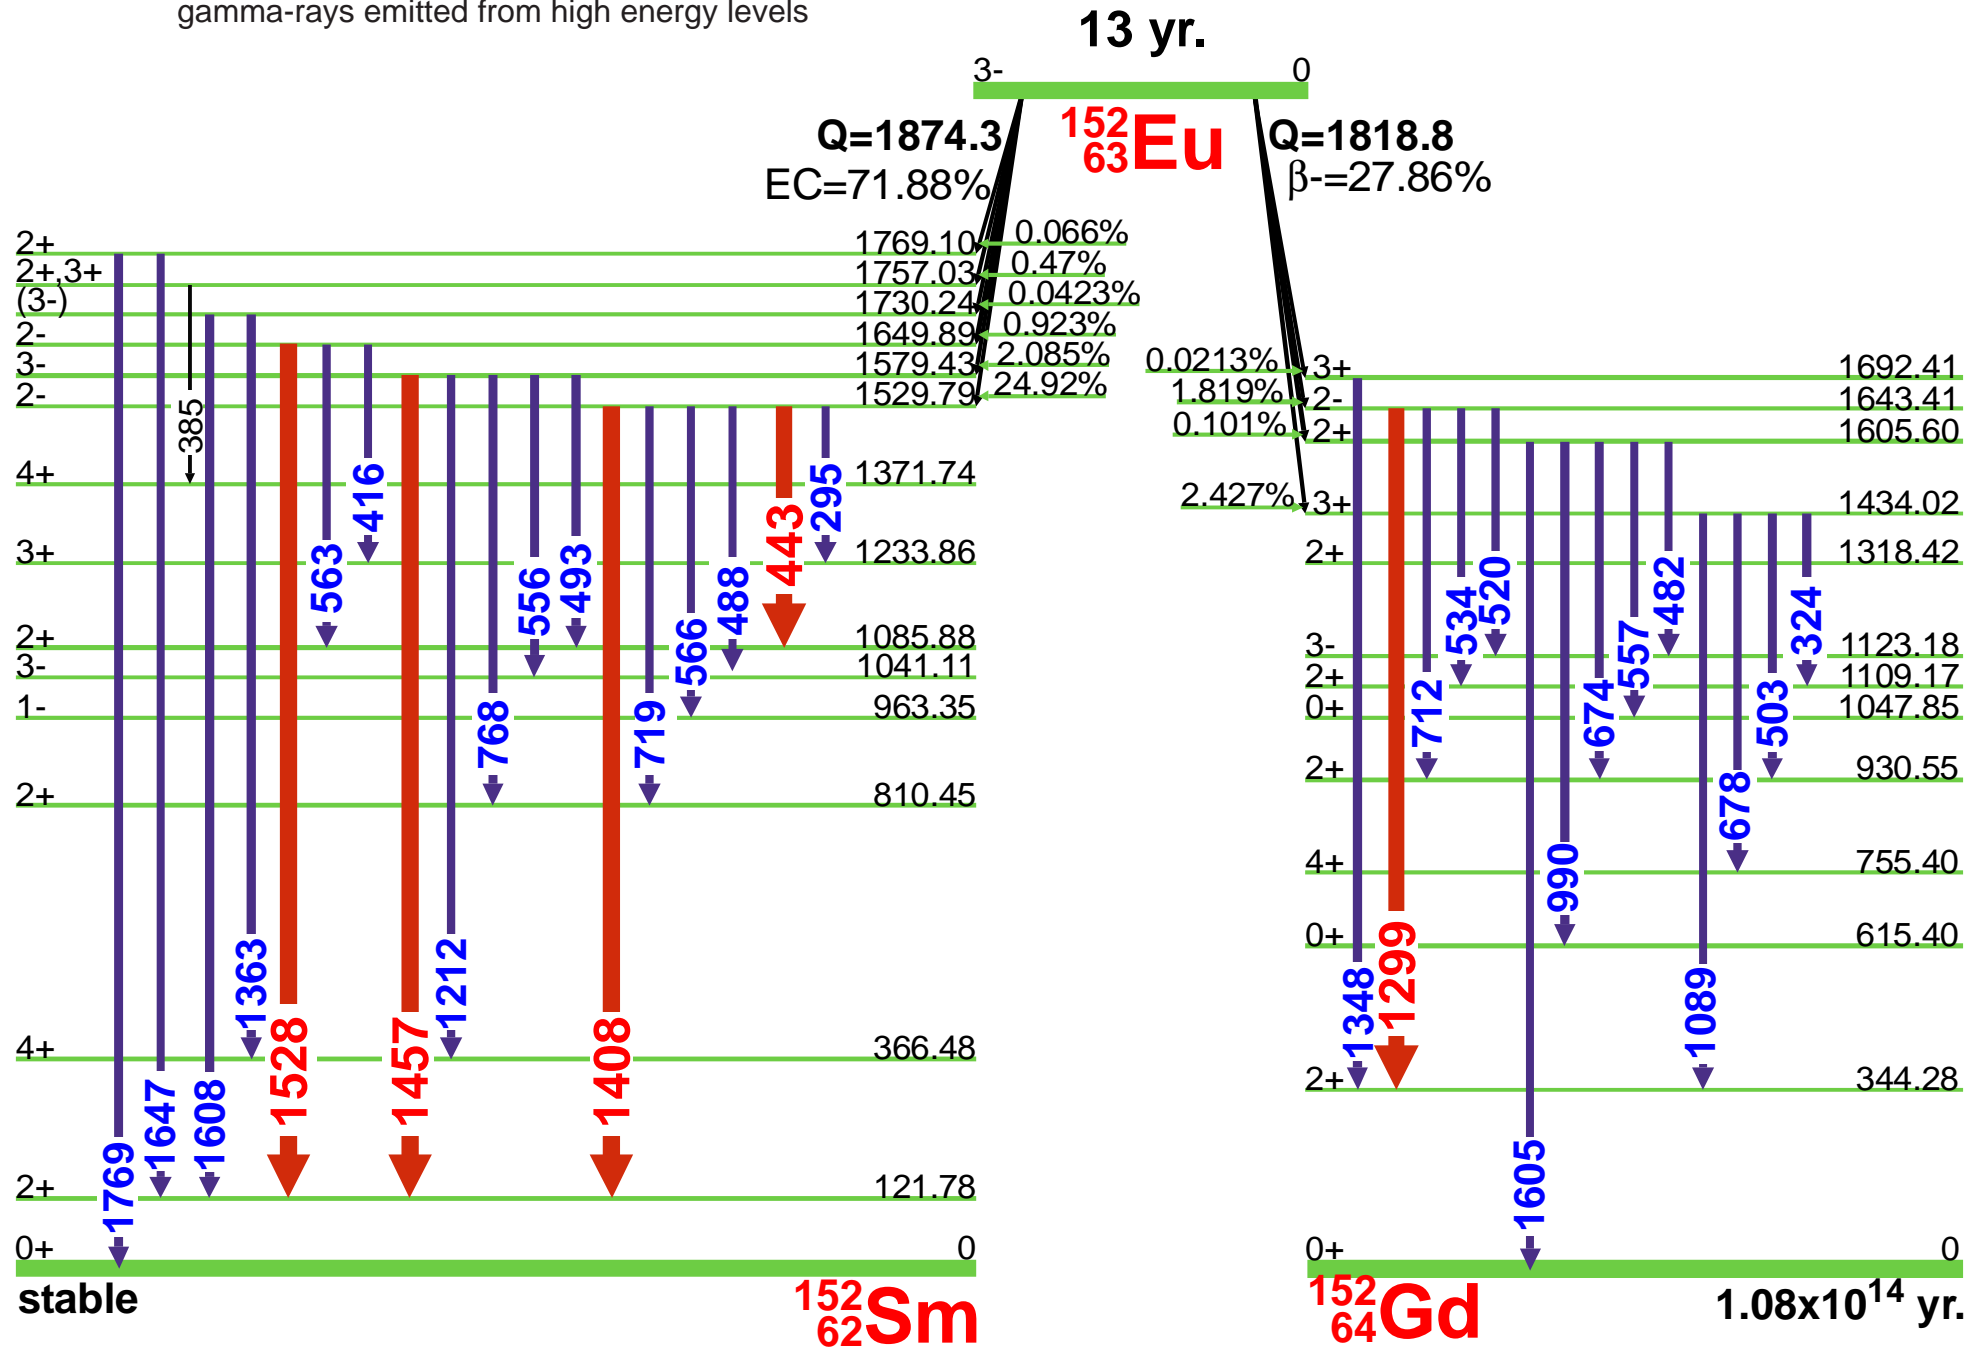 gamma-rays emitted from high energy levels
13 yr.
3-
0
152
63
Eu
Q=1874.3
EC=71.88%
Q=1818.8
β-=27.86%
2+ 1769.10 0.066%
2+,3+ 1757.03 0.47%
(3-) 1730.24 0.0423%
2- 1649.89 0.923%
3- 1579.43 2.085%
2- 1529.79 24.92%
4+ 1371.74
3+ 1233.86
2+ 1085.88
3- 1041.11
1- 963.35
2+ 810.45
4+ 366.48
2+ 121.78
0+ 0
1769
1647
385
1608
1363
1528
563
416
1457
1212
768
556
493
1408
719
566
488
443
295
stable
152
62
Sm
0.0213% 3+ 1692.41
1.819% 2- 1643.41
0.101% 2+ 1605.60
2.427% 3+ 1434.02
2+ 1318.42
3- 1123.18
2+ 1109.17
0+ 1047.85
2+ 930.55
4+ 755.40
0+ 615.40
2+ 344.28
0+ 0
1348
1299
712
534
520
1605
990
674
557
482
1089
678
503
324
152
64
Gd
1.08x10¹⁴ yr.